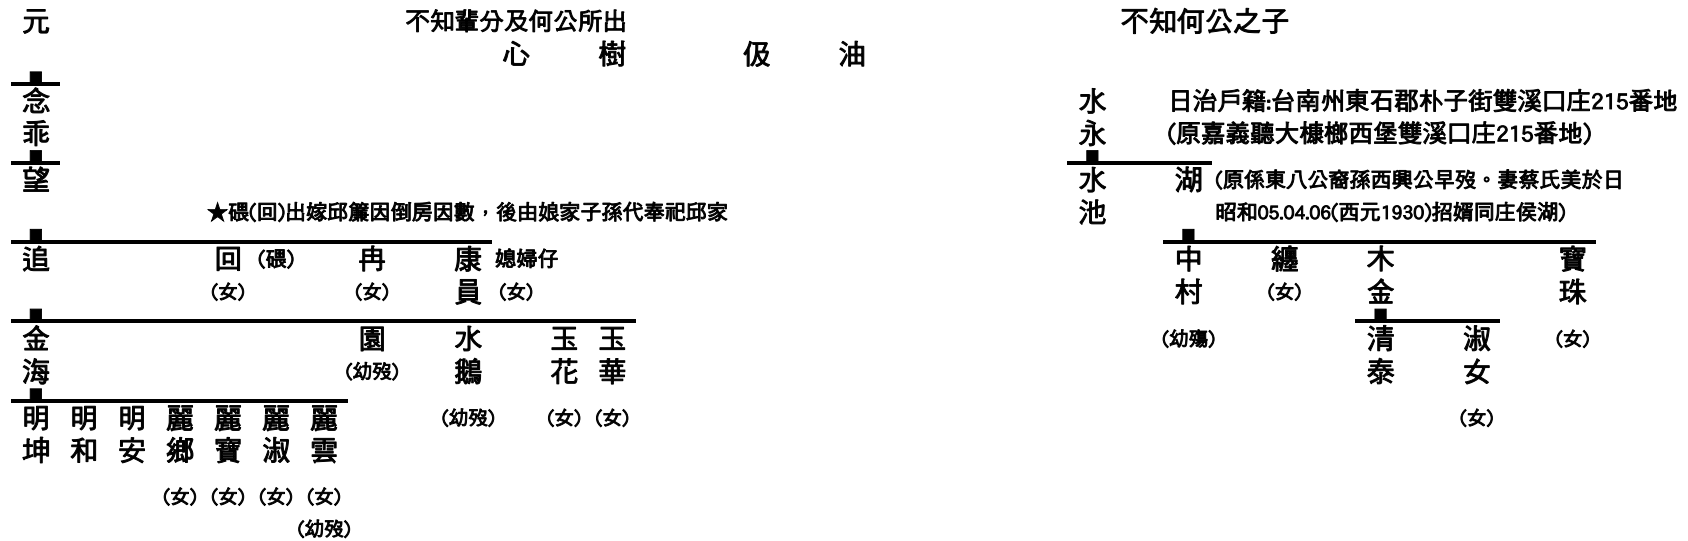 元 不知輩分及何公所出 不知何公之子
心 樹 伋 油
念乖 水永 日治戶籍:台南州東石郡朴子街雙溪口庄215番地
(原嘉義聽大槺榔西堡雙溪口庄215番地)
望 水池 湖 (原係東八公裔孫西興公早歿。妻蔡氏美於日
★碨(回)出嫁邱簾因倒房因數，後由娘家子孫代奉祀邱家 昭和05.04.06(西元1930)招婿同庄侯湖)
追 回 (碨) 冉 康員 媳婦仔 中村 纏 木金 寶珠
(女) (女) (女) (女)
金海 園 水鵝 玉花 玉華 (幼殤) 清泰 淑女 (女)
(幼歿)
明坤 明和 明安 麗鄉 麗寶 麗淑 麗雲 (幼歿) (女) (女) (女)
(女) (女) (女) (女)
(幼歿)